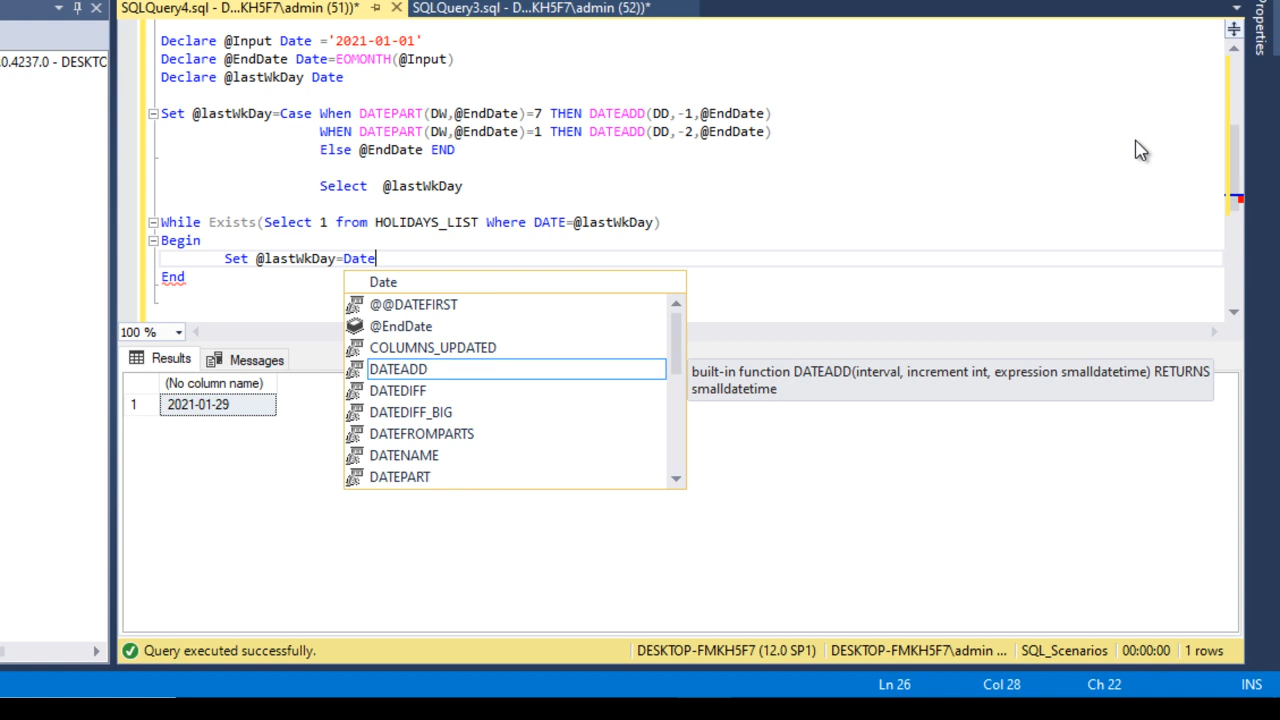 SQLQuery4.sql - D...KH5F7\admin (51))*
SQLQuery3.sql - D...KH5F7\admin (52))*
Properties
0.4237.0 - DESKTO
Declare @Input Date ='2021-01-01'
Declare @EndDate Date=EOMONTH(@Input)
Declare @lastWkDay Date
Set @lastWkDay=Case When DATEPART(DW,@EndDate)=7 THEN DATEADD(DD,-1,@EndDate)
WHEN DATEPART(DW,@EndDate)=1 THEN DATEADD(DD,-2,@EndDate)
Else @EndDate END
Select @lastWkDay
While Exists(Select 1 from HOLIDAYS_LIST Where DATE=@lastWkDay)
Begin
Set @lastWkDay=Date
End
Date
@@DATEFIRST
@EndDate
COLUMNS_UPDATED
DATEADD
DATEDIFF
DATEDIFF_BIG
DATEFROMPARTS
DATENAME
DATEPART
built-in function DATEADD(interval, increment int, expression smalldatetime) RETURNS
smalldatetime
100 %
Results
Messages
(No column name)
1 2021-01-29
Query executed successfully.
DESKTOP-FMKH5F7 (12.0 SP1)
DESKTOP-FMKH5F7\admin ...
SQL_Scenarios
00:00:00
1 rows
Ln 26
Col 28
Ch 22
INS